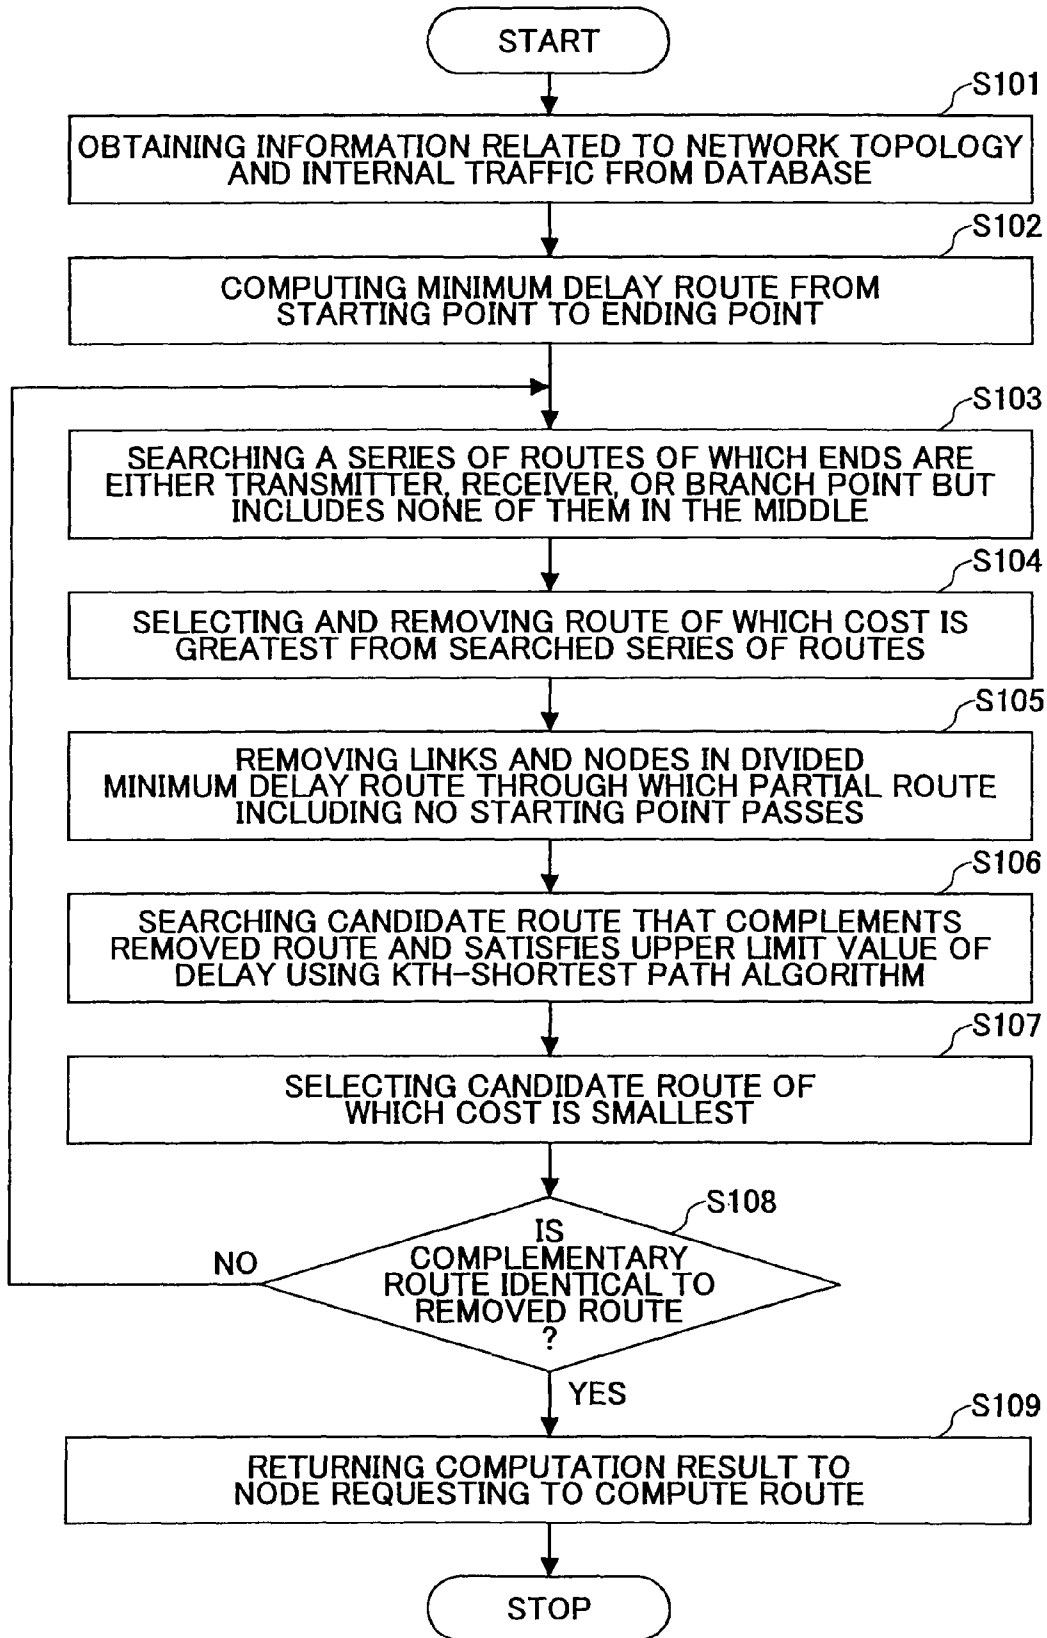 START
S101
OBTAINING INFORMATION RELATED TO NETWORK TOPOLOGY
AND INTERNAL TRAFFIC FROM DATABASE
S102
COMPUTING MINIMUM DELAY ROUTE FROM
STARTING POINT TO ENDING POINT
S103
SEARCHING A SERIES OF ROUTES OF WHICH ENDS ARE
EITHER TRANSMITTER, RECEIVER, OR BRANCH POINT BUT
INCLUDES NONE OF THEM IN THE MIDDLE
S104
SELECTING AND REMOVING ROUTE OF WHICH COST IS
GREATEST FROM SEARCHED SERIES OF ROUTES
S105
REMOVING LINKS AND NODES IN DIVIDED
MINIMUM DELAY ROUTE THROUGH WHICH PARTIAL ROUTE
INCLUDING NO STARTING POINT PASSES
S106
SEARCHING CANDIDATE ROUTE THAT COMPLEMENTS
REMOVED ROUTE AND SATISFIES UPPER LIMIT VALUE OF
DELAY USING KTH-SHORTEST PATH ALGORITHM
S107
SELECTING CANDIDATE ROUTE OF
WHICH COST IS SMALLEST
S108
IS
COMPLEMENTARY
ROUTE IDENTICAL TO
REMOVED ROUTE
?
NO
YES
S109
RETURNING COMPUTATION RESULT TO
NODE REQUESTING TO COMPUTE ROUTE
STOP